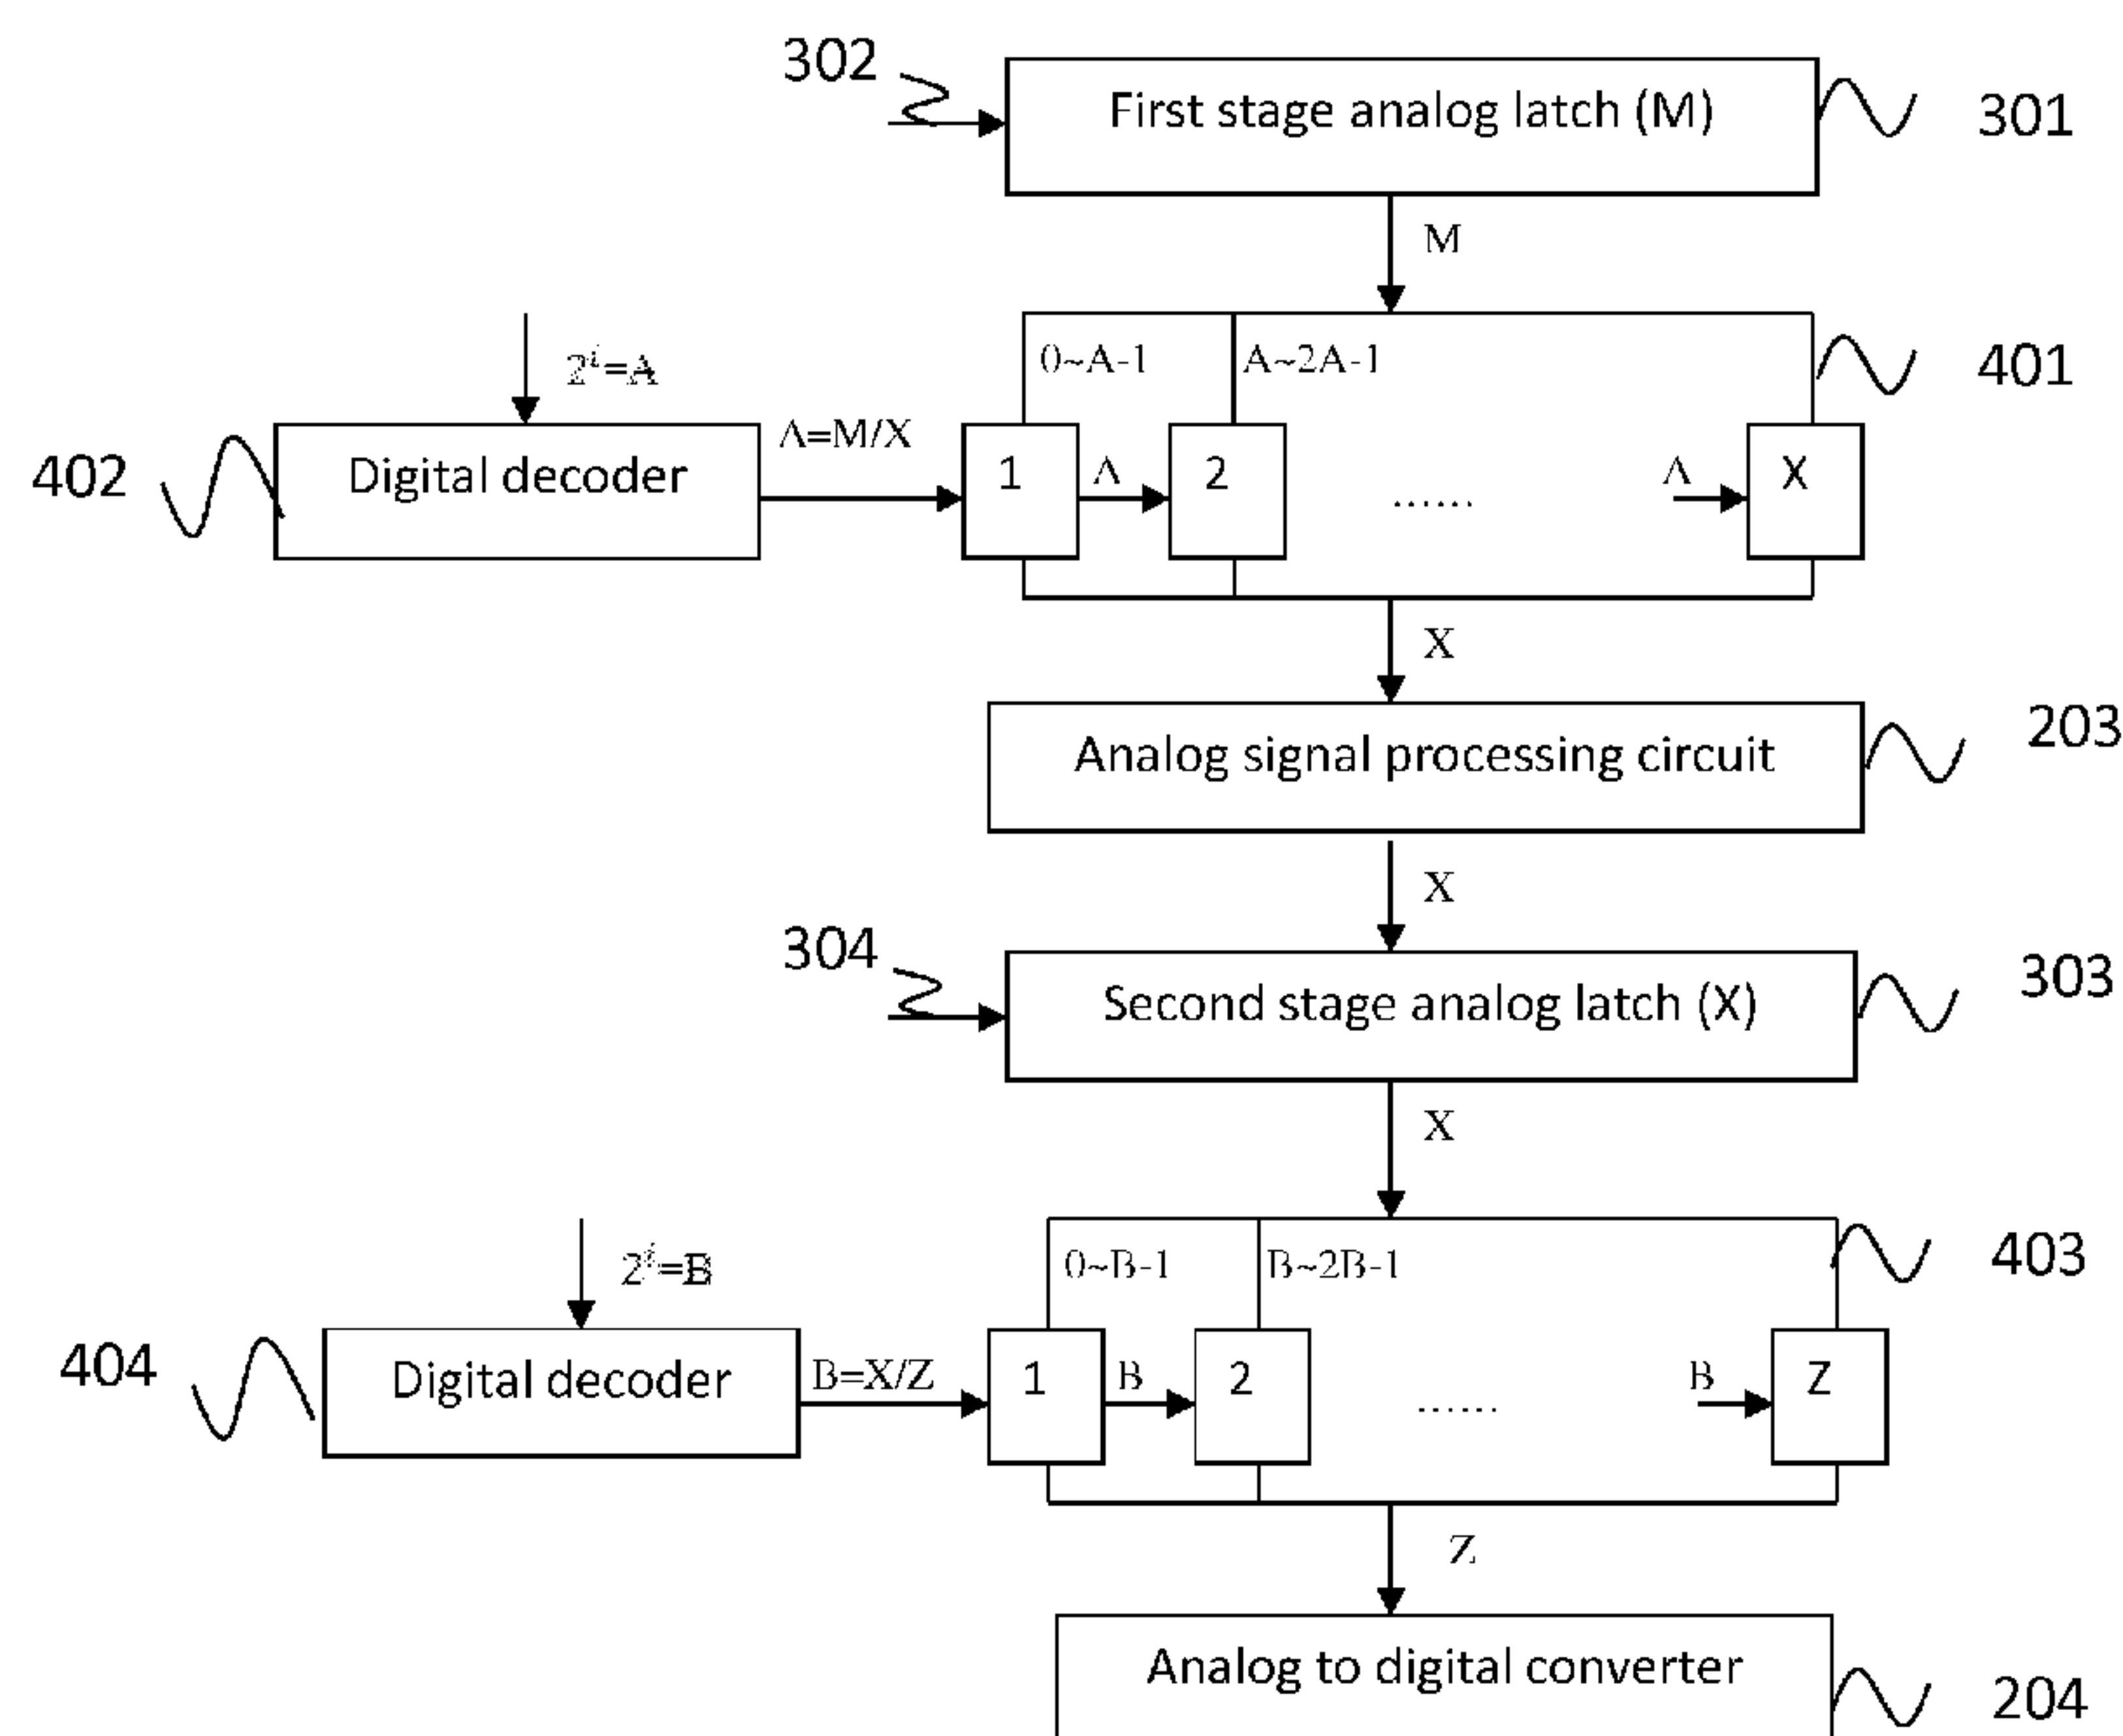 302
First stage analog latch (M)
301
M
2^i=A
0~A-1
A~2A-1
401
402
Digital decoder
A=M/X
1
A
2
......
A
X
X
Analog signal processing circuit
203
X
304
Second stage analog latch (X)
303
X
2^i=B
0~B-1
B~2B-1
403
404
Digital decoder
B=X/Z
1
B
2
......
B
Z
Z
Analog to digital converter
204